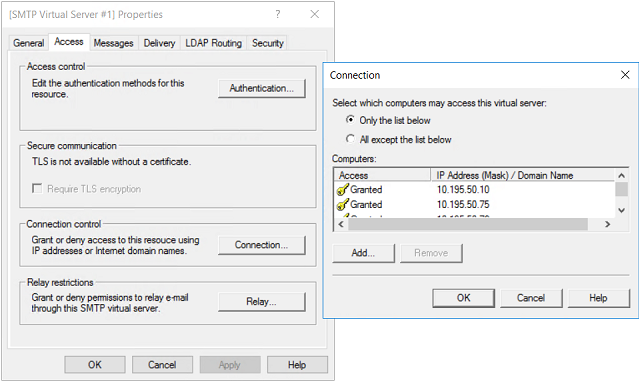 [SMTP Virtual Server #1] Properties
General Access Messages Delivery LDAP Routing Security
Access control
Edit the authentication methods for this
resource.
Authentication...
Secure communication
TLS is not available without a certificate.
Require TLS encryption
Connection control
Grant or deny access to this resouce using
IP addresses or Internet domain names.
Connection...
Relay restrictions
Grant or deny permissions to relay e-mail
through this SMTP virtual server.
Relay...
OK Cancel Apply Help
Connection
Select which computers may access this virtual server:
Only the list below
All except the list below
Computers:
Access IP Address (Mask) / Domain Name
Granted 10.195.50.10
Granted 10.195.50.75
Granted
Add... Remove
OK Cancel Help